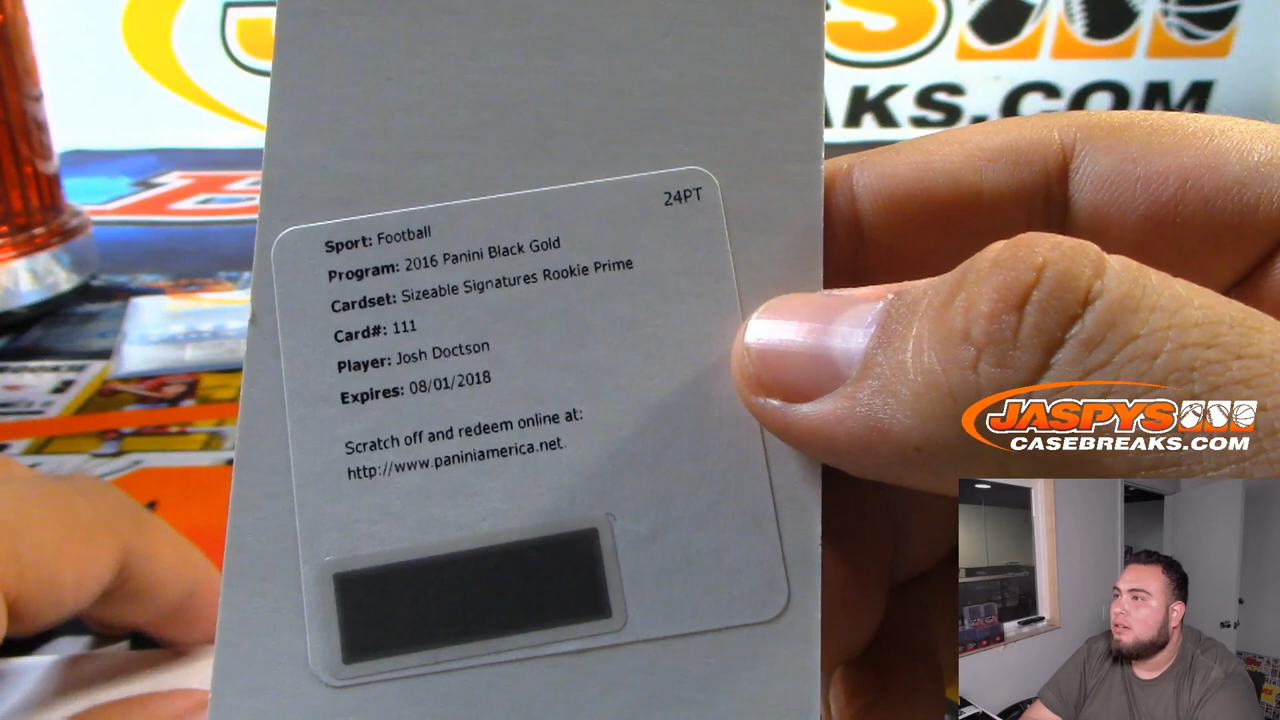 AKS.COM
24PT
Sport: Football
Program: 2016 Panini Black Gold
Cardset: Sizeable Signatures Rookie Prime
Card#: 111
Player: Josh Doctson
Expires: 08/01/2018
Scratch off and redeem online at:
http://www.paniniamerica.net.
JASPYS
CASEBREAKS.COM